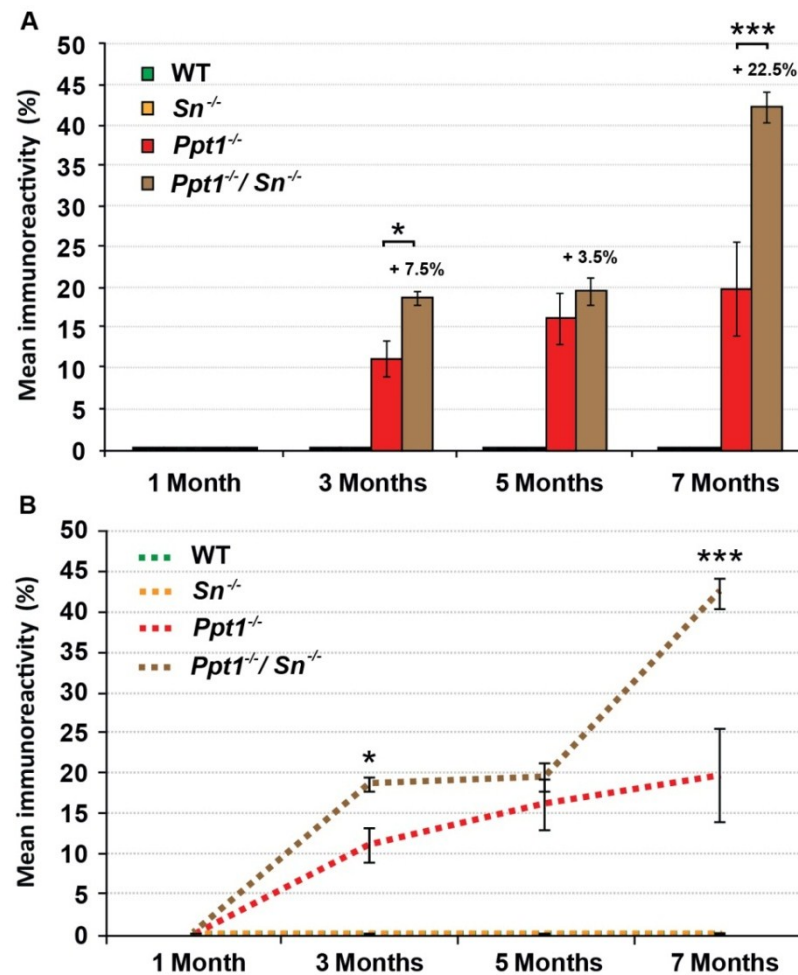 A
Mean immunoreactivity (%)
50
45
40
35
30
25
20
15
10
5
0
WT
Sn-/-
Ppt1-/-
Ppt1-/-/ Sn-/-
*
+ 7.5%
+ 3.5%
***
+ 22.5%
1 Month 3 Months 5 Months 7 Months
B
Mean immunoreactivity (%)
50
45
40
35
30
25
20
15
10
5
0
WT
Sn-/-
Ppt1-/-
Ppt1-/-/ Sn-/-
*
***
1 Month 3 Months 5 Months 7 Months